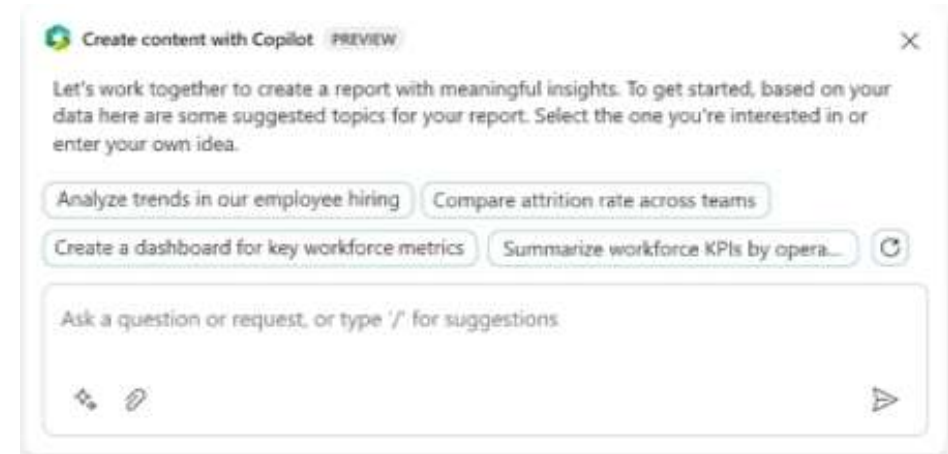 Create content with Copilot PREVIEW
Let's work together to create a report with meaningful insights. To get started, based on your
data here are some suggested topics for your report. Select the one you're interested in or
enter your own idea.
Analyze trends in our employee hiring Compare attrition rate across teams
Create a dashboard for key workforce metrics Summarize workforce KPIs by opera...
Ask a question or request, or type '/' for suggestions